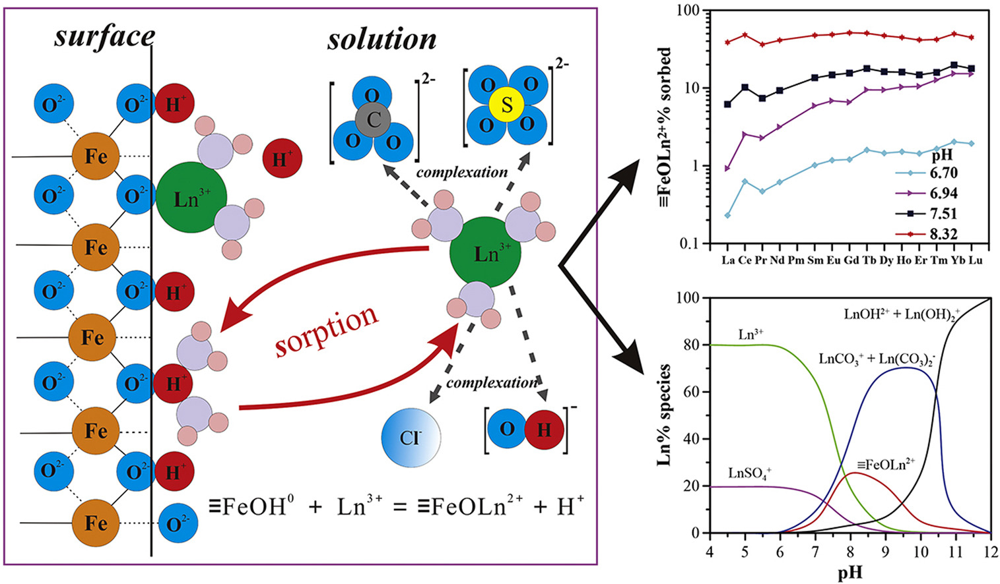 surface
solution
O²⁻ O²⁻ H⁺
Fe
O²⁻ O²⁻ Ln³⁺ H⁺
Fe
O²⁻ O²⁻ H⁺
Fe
O²⁻ O²⁻ H⁺
Fe
O²⁻ O²⁻ H⁺
Fe O²⁻
[O C O O]²⁻
[O O S O O]²⁻
complexation
Ln³⁺
sorption
complexation
Cl⁻
[O H]⁻
≡FeOH⁰ + Ln³⁺ = ≡FeOLn²⁺ + H⁺
≡FeOLn²⁺% sorbed
100
10
1
0.1
pH
6.70
6.94
7.51
8.32
La Ce Pr Nd Pm Sm Eu Gd Tb Dy Ho Er Tm Yb Lu
Ln% species
100
80
60
40
20
0
LnOH²⁺ + Ln(OH)₂⁺
Ln³⁺
LnCO₃⁺ + Ln(CO₃)₂⁻
≡FeOLn²⁺
LnSO₄⁺
4 5 6 7 8 9 10 11 12
pH